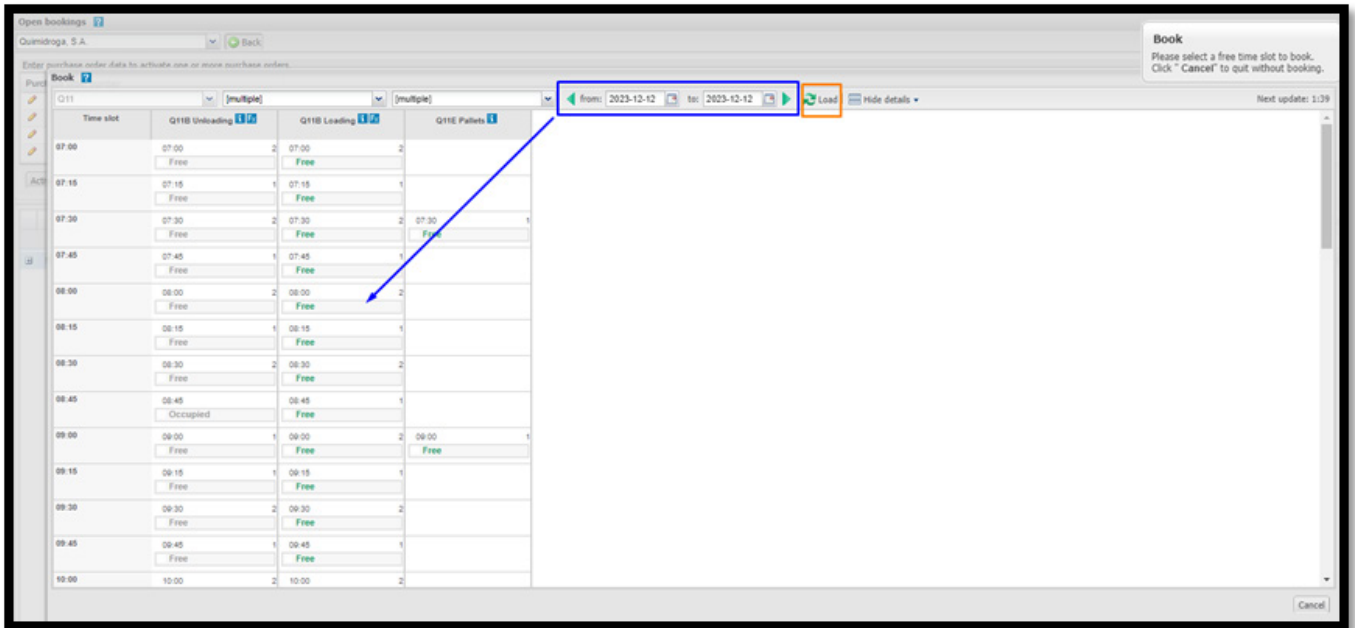 Open bookings ?
Quimidroga, S.A. Back
Enter purchase order data to activate one or more purchase orders.
Book
Please select a free time slot to book.
Click " Cancel" to quit without booking.
Purch
Book ?
Q11 [multiple] [multiple] from: 2023-12-12 to: 2023-12-12 Load Hide details Next update: 1:39
Time slot Q11B Unloading Q11B Loading Q11E Pallets
07:00 07:00 2 07:00 2
Free Free
Acti
07:15 07:15 1 07:15 1
Free Free
07:30 07:30 2 07:30 2 07:30 1
Free Free Free
07:45 07:45 1 07:45 1
Free Free
08:00 08:00 2 08:00 2
Free Free
08:15 08:15 1 08:15 1
Free Free
08:30 08:30 2 08:30 2
Free Free
08:45 08:45 08:45 1
Occupied Free
09:00 09:00 1 09:00 2 09:00 1
Free Free Free
09:15 09:15 1 09:15 1
Free Free
09:30 09:30 2 09:30 2
Free Free
09:45 09:45 1 09:45 1
Free Free
10:00 10:00 2 10:00 2
Cancel